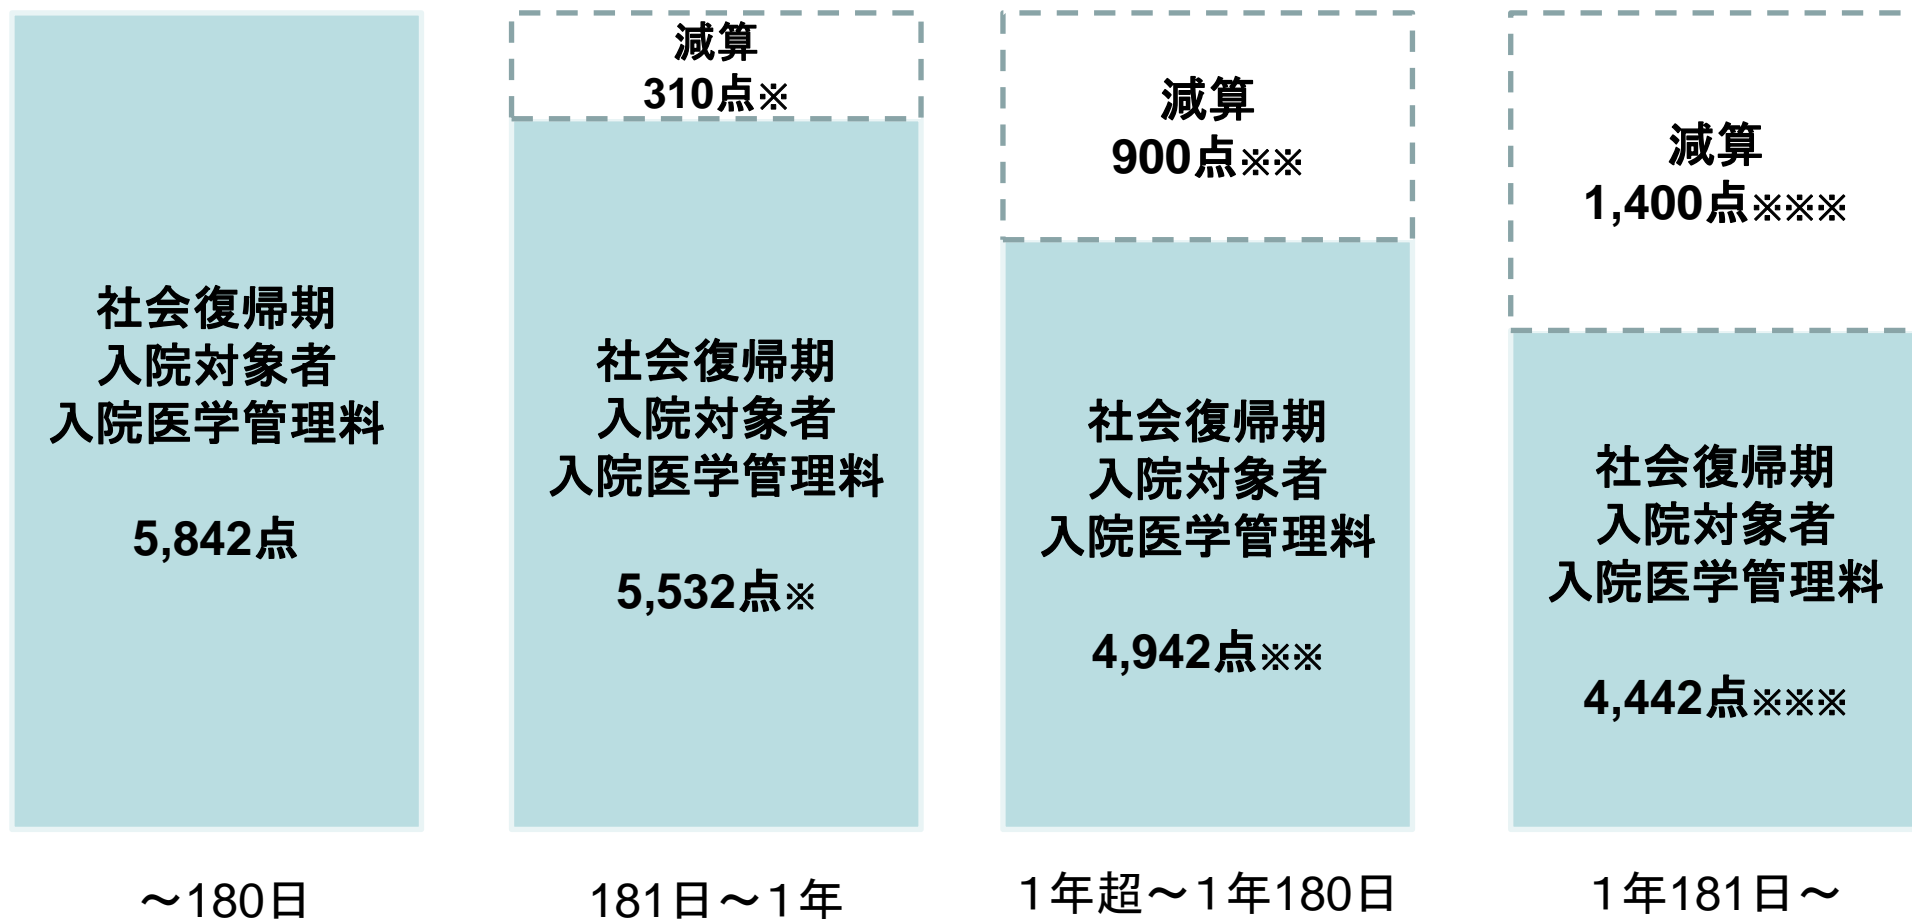 社会復帰期
入院対象者
入院医学管理料
5,842点
～180日
減算
310点※
社会復帰期
入院対象者
入院医学管理料
5,532点※
181日～１年
減算
900点※※
社会復帰期
入院対象者
入院医学管理料
4,942点※※
１年超～１年180日
減算
1,400点※※※
社会復帰期
入院対象者
入院医学管理料
4,442点※※※
１年181日～